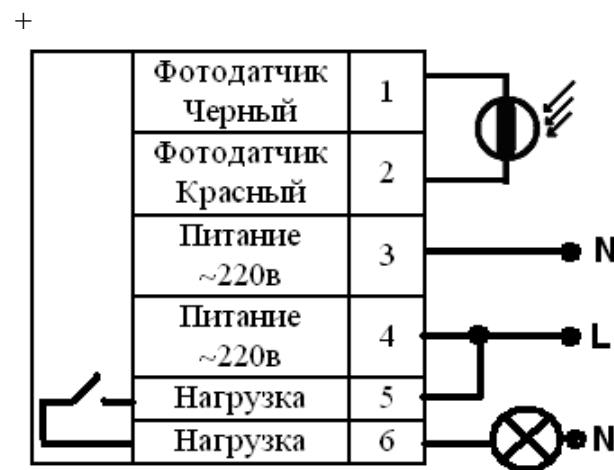 +
Фотодатчик
Черный
1
Фотодатчик
Красный
2
Питание
~220в
3
N
Питание
~220в
4
L
Нагрузка
5
Нагрузка
6
N